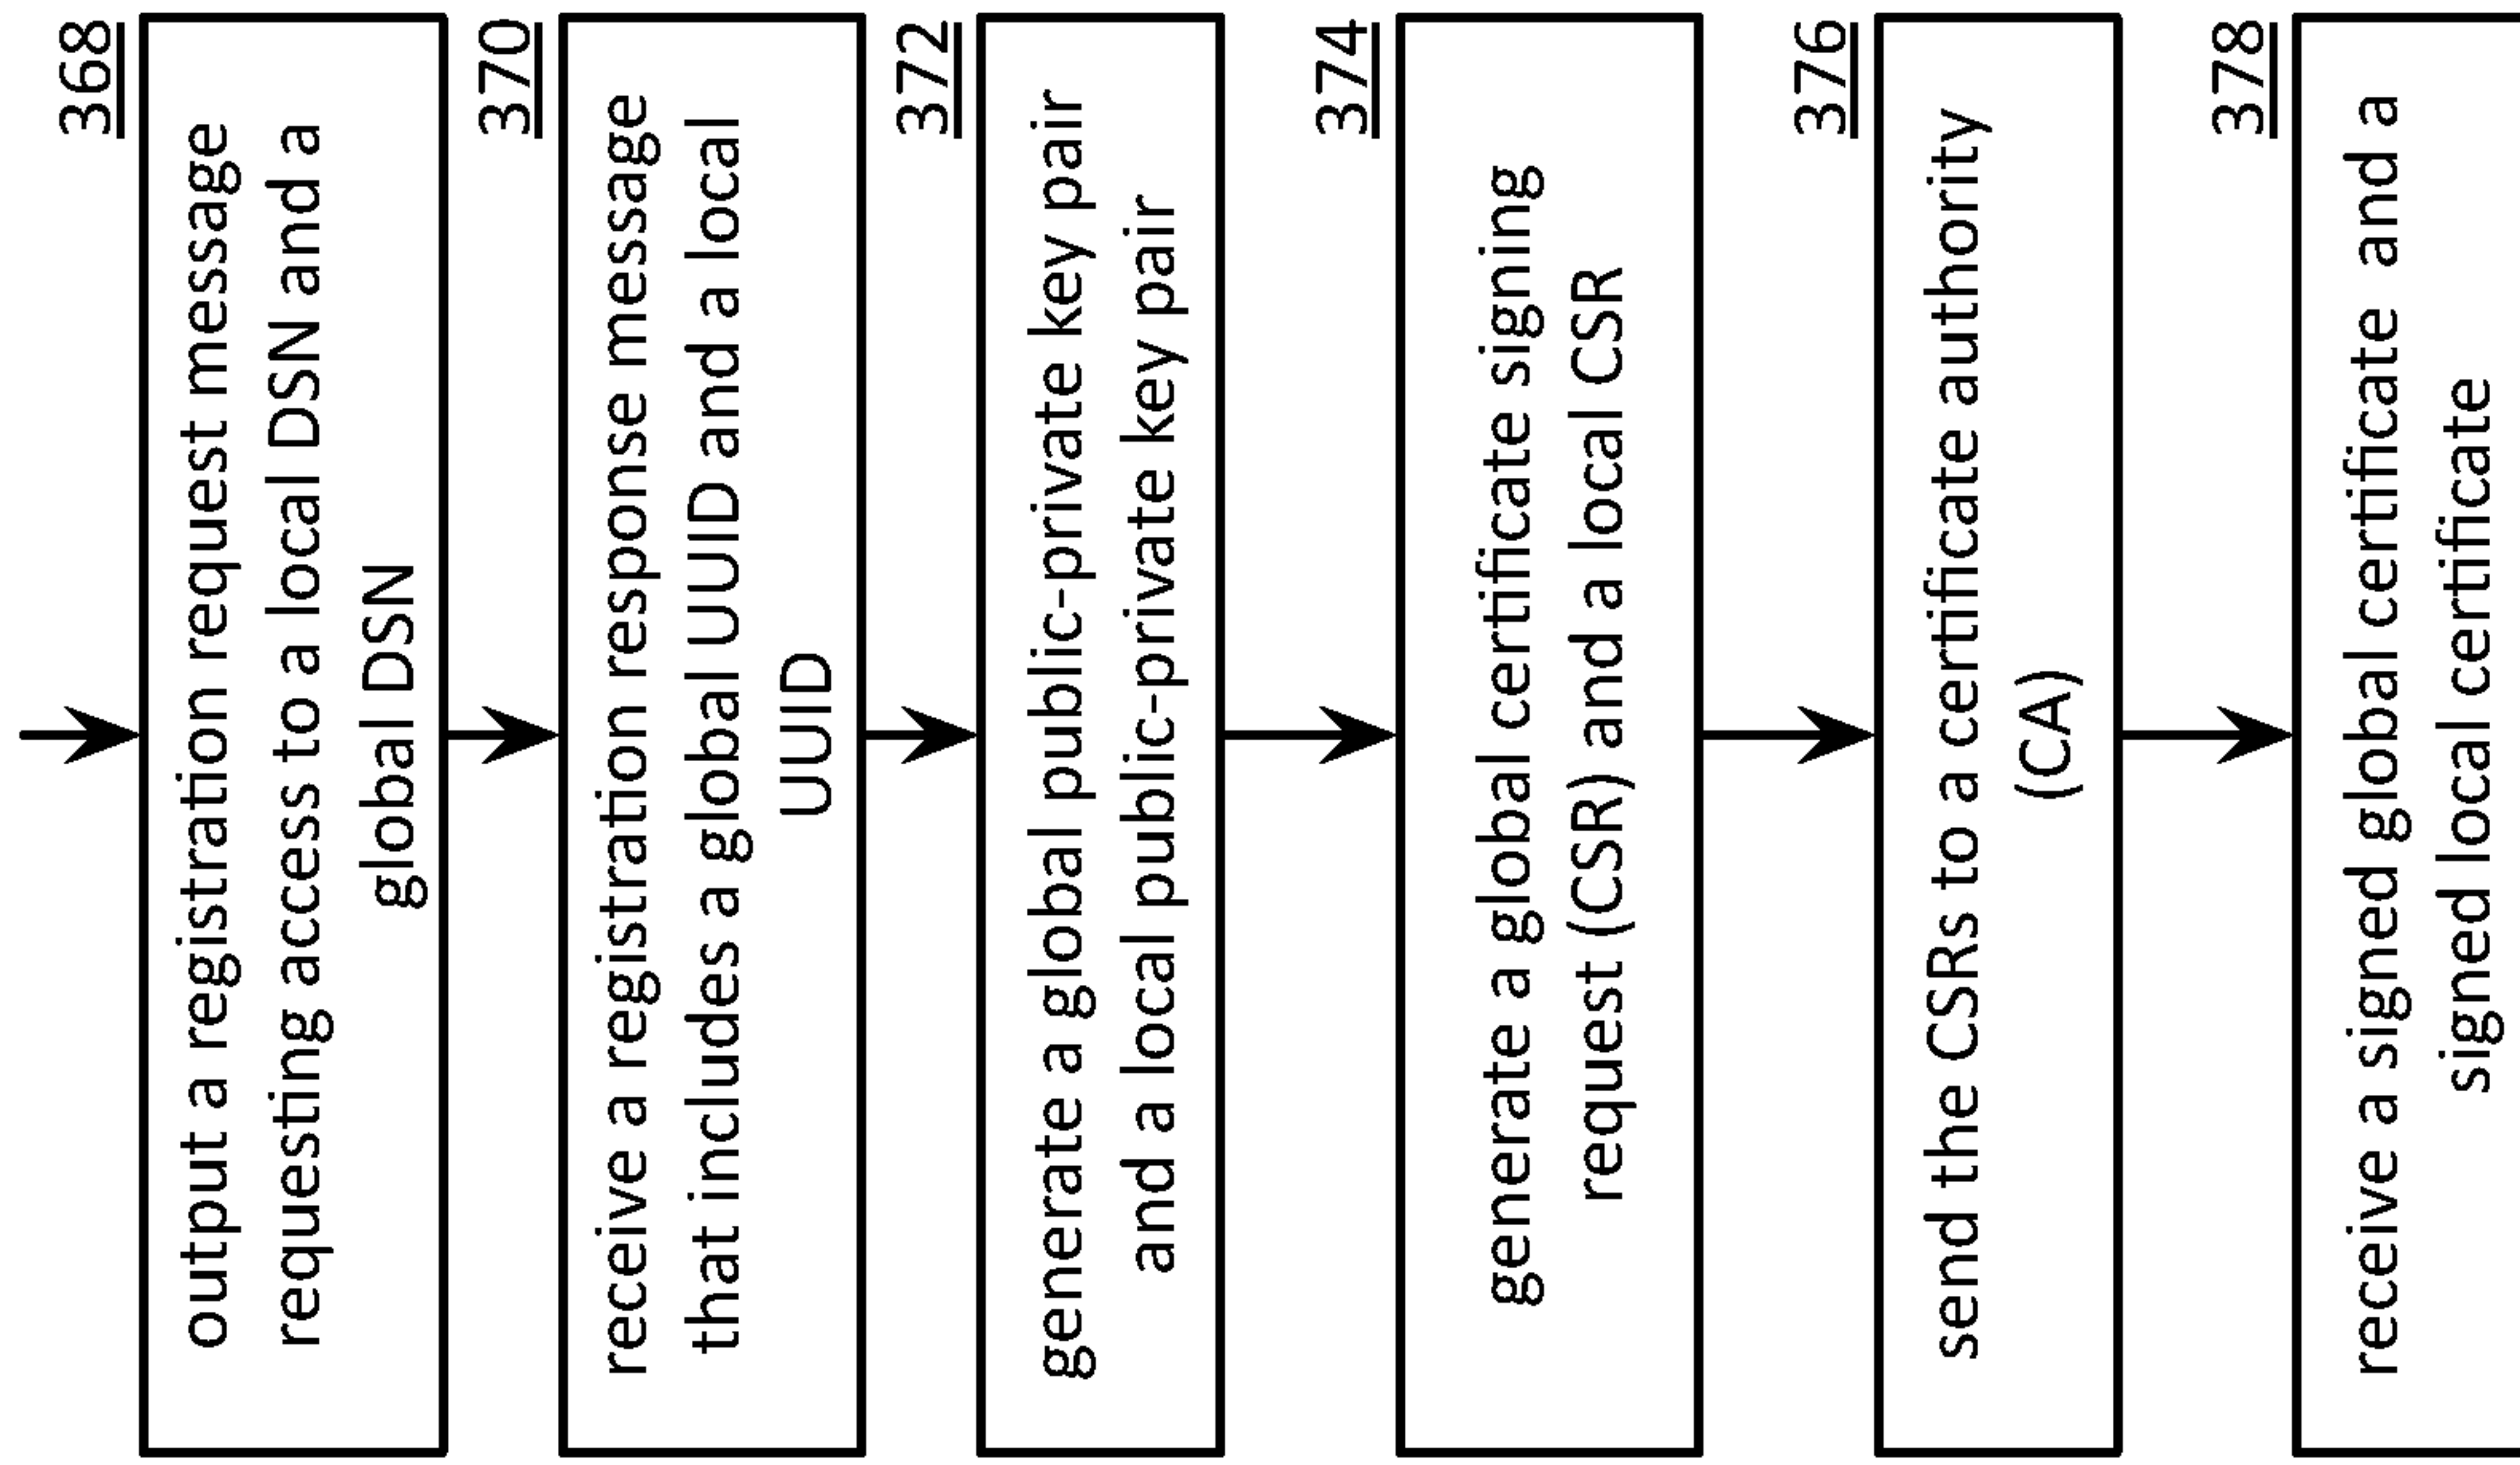 368
output a registration request message
requesting access to a local DSN and a
global DSN
370
receive a registration response message
that includes a global UUID and a local
UUID
372
generate a global public-private key pair
and a local public-private key pair
374
generate a global certificate signing
request (CSR) and a local CSR
376
send the CSRs to a certificate authority
(CA)
378
receive a signed global certificate and a
signed local certificate